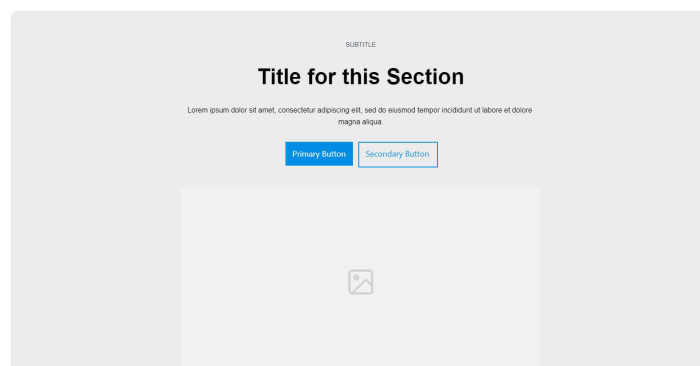 SUBTITLE
Title for this Section
Lorem ipsum dolor sit amet, consectetur adipiscing elit, sed do eiusmod tempor incididunt ut labore et dolore
magna aliqua.
Primary Button
Secondary Button